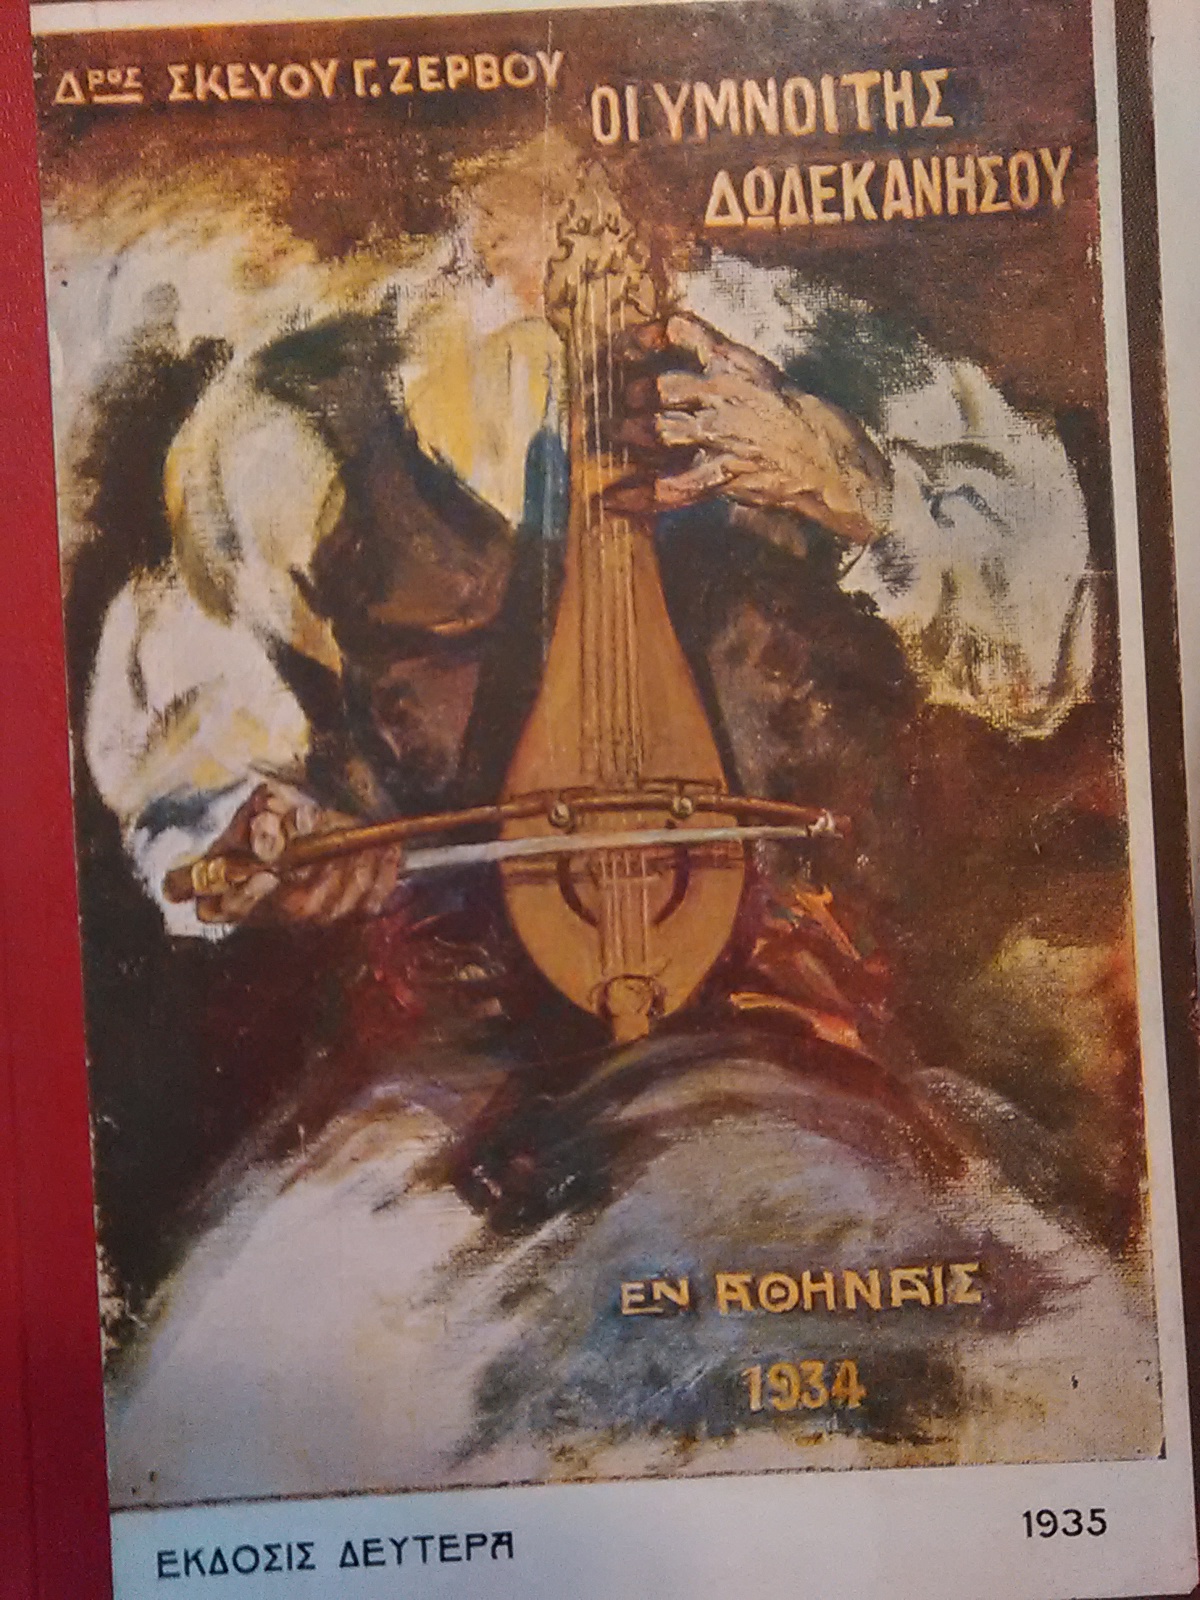 Δρος ΣΚΕΥΟΥ Γ. ΖΕΡΒΟΥ
ΟΙ ΥΜΝΟΙ ΤΗΣ
ΔΩΔΕΚΑΝΗΣΟΥ
ΕΝ ΑΘΗΝΑΙΣ
1934
ΕΚΔΟΣΙΣ ΔΕΥΤΕΡΑ
1935